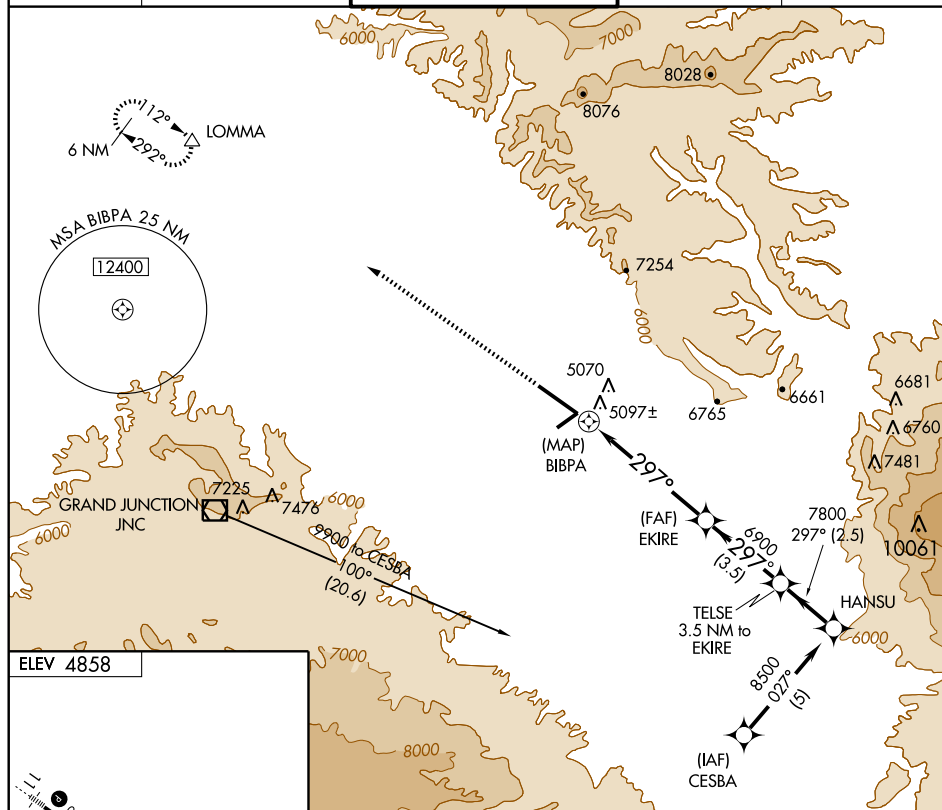 6000
7000
8028
8076
112°
LOMMA
6 NM
292°
MSA BIBPA 25 NM
12400
7254
6000
5070
5097±
6765
6661
6681
6760
7481
(MAP)
BIBPA
297°
7225
7476
6000
GRAND JUNCTION
JNC
6000
9900 to CESBA
100°
(20.6)
(FAF)
EKIRE
6900
297°
(3.5)
7800
297° (2.5)
10061
TELSE
3.5 NM to
EKIRE
HANSU
6000
ELEV 4858
7000
8500
027°
(5)
8000
(IAF)
CESBA
11
P